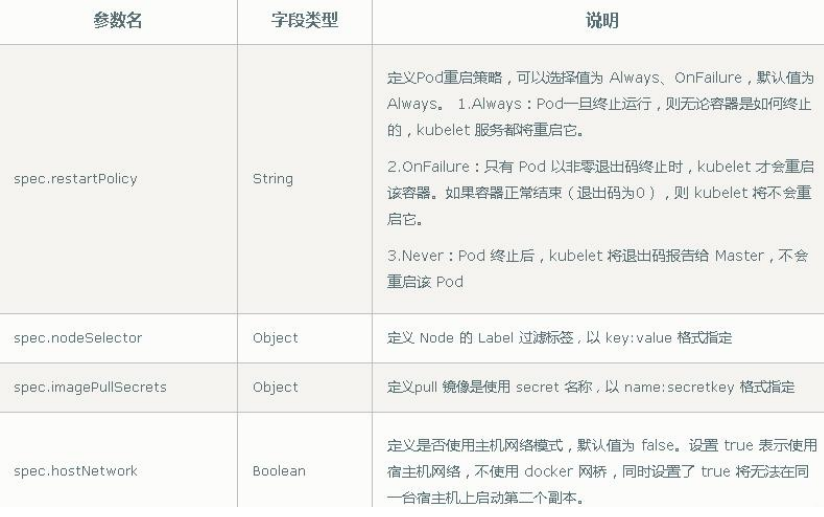 参数名 字段类型 说明
定义Pod重启策略，可以选择值为 Always、OnFailure，默认值为
Always。 1.Always：Pod一旦终止运行，则无论容器是如何终止
的，kubelet 服务都将重启它。
2.OnFailure：只有 Pod 以非零退出码终止时，kubelet 才会重启
spec.restartPolicy String
该容器。如果容器正常结束（退出码为0），则 kubelet 将不会重
启它。
3.Never：Pod 终止后，kubelet 将退出码报告给 Master，不会
重启该 Pod
spec.nodeSelector Object 定义 Node 的 Label 过滤标签，以 key:value 格式指定
spec.imagePullSecrets Object 定义pull 镜像是使用 secret 名称，以 name:secretkey 格式指定
定义是否使用主机网络模式，默认值为 false。设置 true 表示使用
spec.hostNetwork Boolean 宿主机网络，不使用 docker 网桥，同时设置了 true 将无法在同
一台宿主机上启动第二个副本。